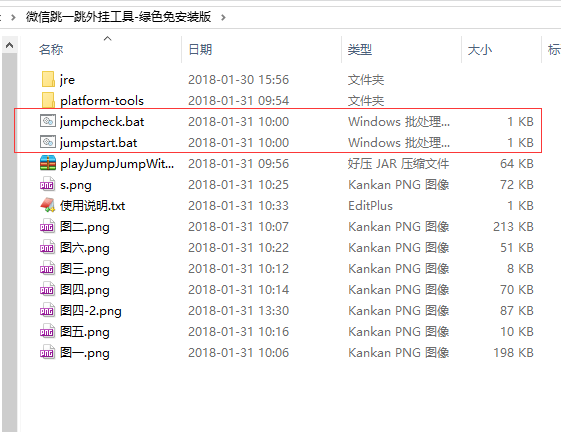 微信跳一跳外挂工具-绿色免安装版
名称 日期 类型 大小 标
jre 2018-01-30 15:56 文件夹
platform-tools 2018-01-31 09:54 文件夹
jumpcheck.bat 2018-01-31 10:00 Windows 批处理... 1 KB
jumpstart.bat 2018-01-31 10:00 Windows 批处理... 1 KB
playJumpJumpWit... 2018-01-31 09:56 好压 JAR 压缩文件 64 KB
s.png 2018-01-31 10:25 Kankan PNG 图像 72 KB
使用说明.txt 2018-01-31 10:33 EditPlus 1 KB
图二.png 2018-01-31 10:07 Kankan PNG 图像 213 KB
图六.png 2018-01-31 10:22 Kankan PNG 图像 51 KB
图三.png 2018-01-31 10:12 Kankan PNG 图像 8 KB
图四.png 2018-01-31 10:14 Kankan PNG 图像 70 KB
图四-2.png 2018-01-31 13:30 Kankan PNG 图像 87 KB
图五.png 2018-01-31 10:16 Kankan PNG 图像 10 KB
图一.png 2018-01-31 10:06 Kankan PNG 图像 198 KB